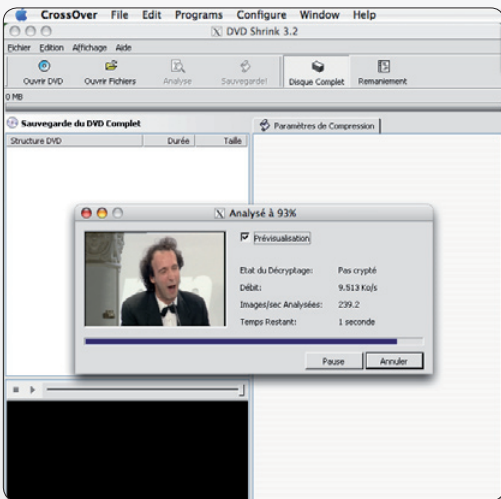 CrossOver File Edit Programs Configure Window Help
DVD Shrink 3.2
Fichier Edition Affichage Aide
Ouvrir DVD Ouvrir Fichiers Analyse Sauvegarde! Disque Complet Remaniement
0 MB
Sauvegarde du DVD Complet
Paramètres de Compression
Structure DVD Durée Taille
Analysé à 93%
Prévisualisation
Etat du Décryptage: Pas crypté
Débit: 9.513 Ko/s
Images/sec Analysées: 239.2
Temps Restant: 1 seconde
Pause Annuler